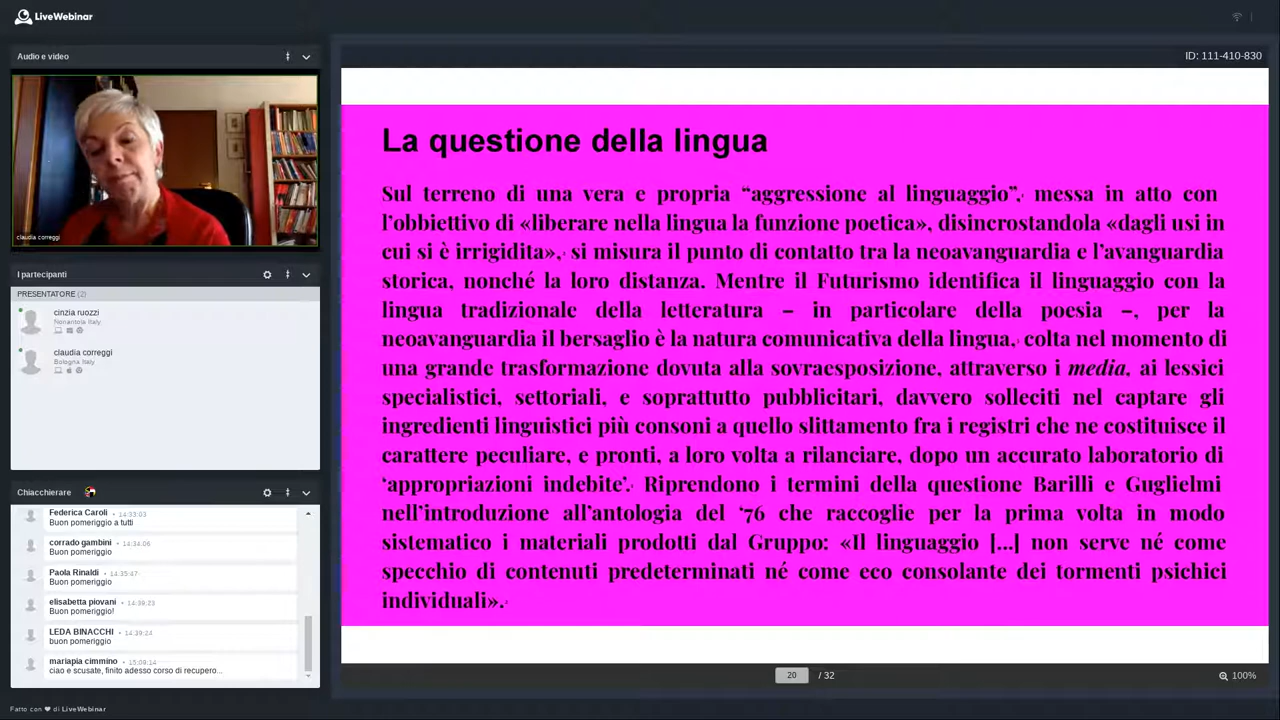 LiveWebinar
Audio e video
claudia correggi
I partecipanti
PRESENTATORE (2)
cinzia ruozzi
Nonantola Italy
claudia correggi
Bologna Italy
Chiacchierare
Federica Caroli • 14:33:03
Buon pomeriggio a tutti
corrado gambini • 14:34:06
Buon pomeriggio
Paola Rinaldi • 14:35:47
Buon pomeriggio
elisabetta piovani • 14:39:23
Buon pomeriggio!
LEDA BINACCHI • 14:39:24
buon pomeriggio
mariapia cimmino • 15:09:14
ciao e scusate, finito adesso corso di recupero...
Fatto con ❤ di LiveWebinar
ID: 111-410-830
La questione della lingua
Sul terreno di una vera e propria “aggressione al linguaggio”, messa in atto con
l’obbiettivo di «liberare nella lingua la funzione poetica», disincrostandola «dagli usi in
cui si è irrigidita», si misura il punto di contatto tra la neoavanguardia e l’avanguardia
storica, nonché la loro distanza. Mentre il Futurismo identifica il linguaggio con la
lingua tradizionale della letteratura – in particolare della poesia –, per la
neoavanguardia il bersaglio è la natura comunicativa della lingua, colta nel momento di
una grande trasformazione dovuta alla sovraesposizione, attraverso i media, ai lessici
specialistici, settoriali, e soprattutto pubblicitari, davvero solleciti nel captare gli
ingredienti linguistici più consoni a quello slittamento fra i registri che ne costituisce il
carattere peculiare, e pronti, a loro volta a rilanciare, dopo un accurato laboratorio di
‘appropriazioni indebite’. Riprendono i termini della questione Barilli e Guglielmi
nell’introduzione all’antologia del ‘76 che raccoglie per la prima volta in modo
sistematico i materiali prodotti dal Gruppo: «Il linguaggio [...] non serve né come
specchio di contenuti predeterminati né come eco consolante dei tormenti psichici
individuali».
20 / 32
100%